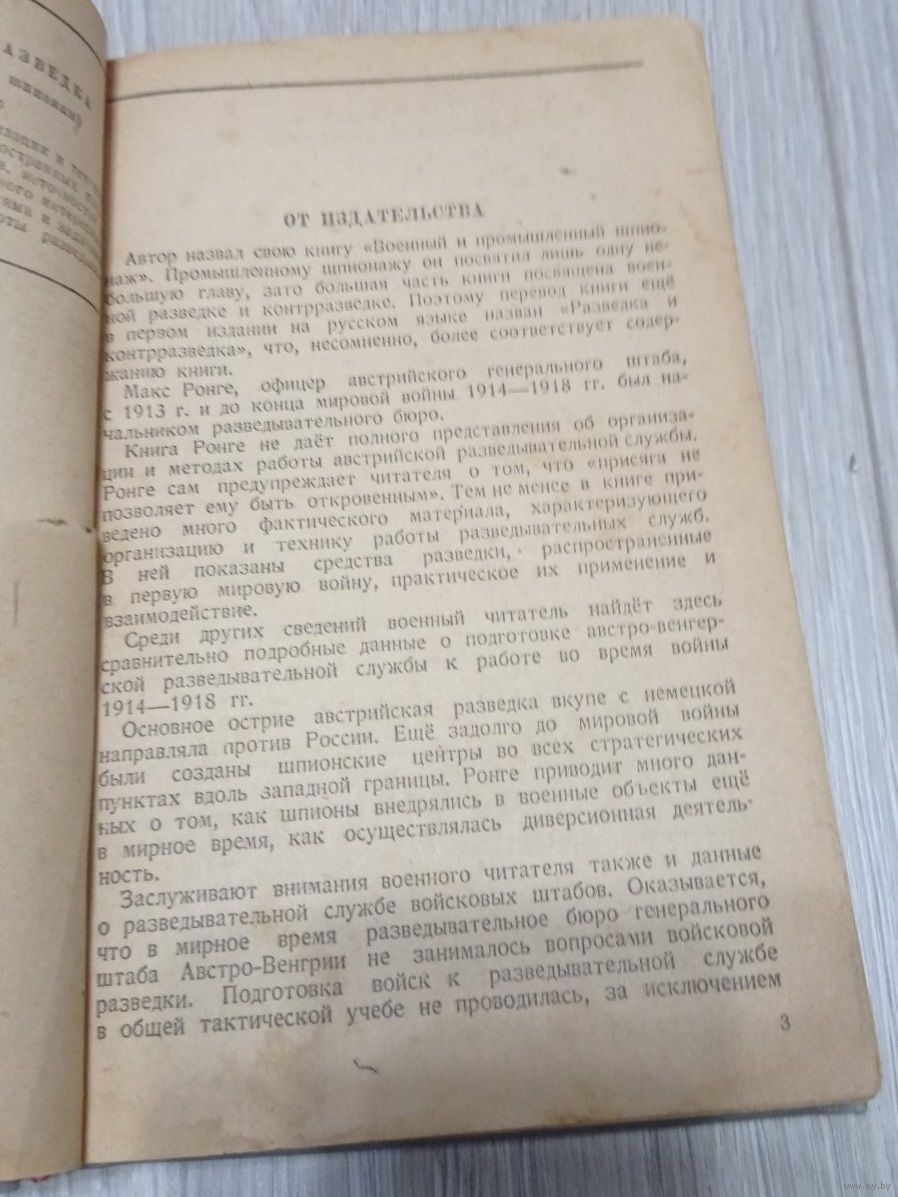 РАЗВЕДКА
шпионаж)
ОТ ИЗДАТЕЛЬСТВА
Автор назвал свою книгу «Военный и промышленный шпио-
наж». Промышленному шпионажу он посвятил лишь одну не-
большую главу, зато большая часть книги посвящена воен-
ной разведке и контрразведке. Поэтому перевод книги ещё
в первом издании на русском языке назван «Разведка и
контрразведка», что, несомненно, более соответствует содер-
жанию книги.
Макс Ронге, офицер австрийского генерального штаба,
с 1913 г. и до конца мировой войны 1914—1918 гг. был на-
чальником разведывательного бюро.
Книга Ронге не даёт полного представления об организа-
ции и методах работы австрийской разведывательной службы.
Ронге сам предупреждает читателя о том, что «присяга не
позволяет ему быть откровенным». Тем не менее в книге при-
ведено много фактического материала, характеризующего
организацию и технику работы разведывательных служб.
В ней показаны средства разведки, распространенные
в первую мировую войну, практическое их применение и
взаимодействие.
Среди других сведений военный читатель найдёт здесь
сравнительно подробные данные о подготовке австро-венгер-
ской разведывательной службы к работе во время войны
1914—1918 гг.
Основное острие австрийская разведка вкупе с немецкой
направляла против России. Ещё задолго до мировой войны
были созданы шпионские центры во всех стратегических
пунктах вдоль западной границы. Ронге приводит много дан-
ных о том, как шпионы внедрялись в военные объекты ещё
в мирное время, как осуществлялась диверсионная деятель-
ность.
Заслуживают внимания военного читателя также и данные
о разведывательной службе войсковых штабов. Оказывается,
что в мирное время разведывательное бюро генерального
штаба Австро-Венгрии не занималось вопросами войсковой
разведки. Подготовка войск к разведывательной службе
в общей тактической учебе не проводилась, за исключением
3
www.ay.by